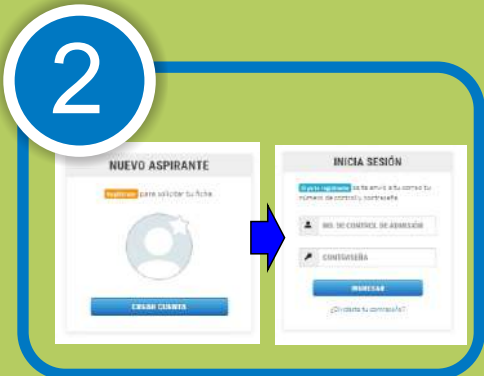 2
NUEVO ASPIRANTE
Regístrate para solicitar tu ficha
CREAR CUENTA
INICIA SESIÓN
Si ya te registraste se te envió a tu correo tu
número de control y contraseña
NO. DE CONTROL DE ADMISIÓN
CONTRASEÑA
INGRESAR
¿Olvidaste tu contraseña?